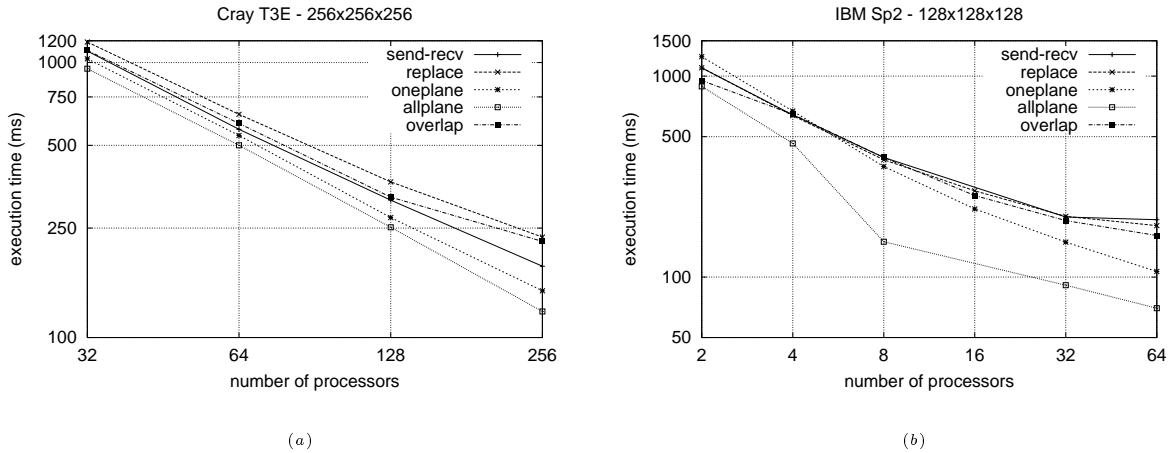 Cray T3E - 256x256x256
1200
1000
750
500
250
100
execution time (ms)
send-recv
replace
oneplane
allplane
overlap
32
64
128
256
number of processors
(a)
IBM Sp2 - 128x128x128
1500
1000
500
100
50
execution time (ms)
send-recv
replace
oneplane
allplane
overlap
2
4
8
16
32
64
number of processors
(b)